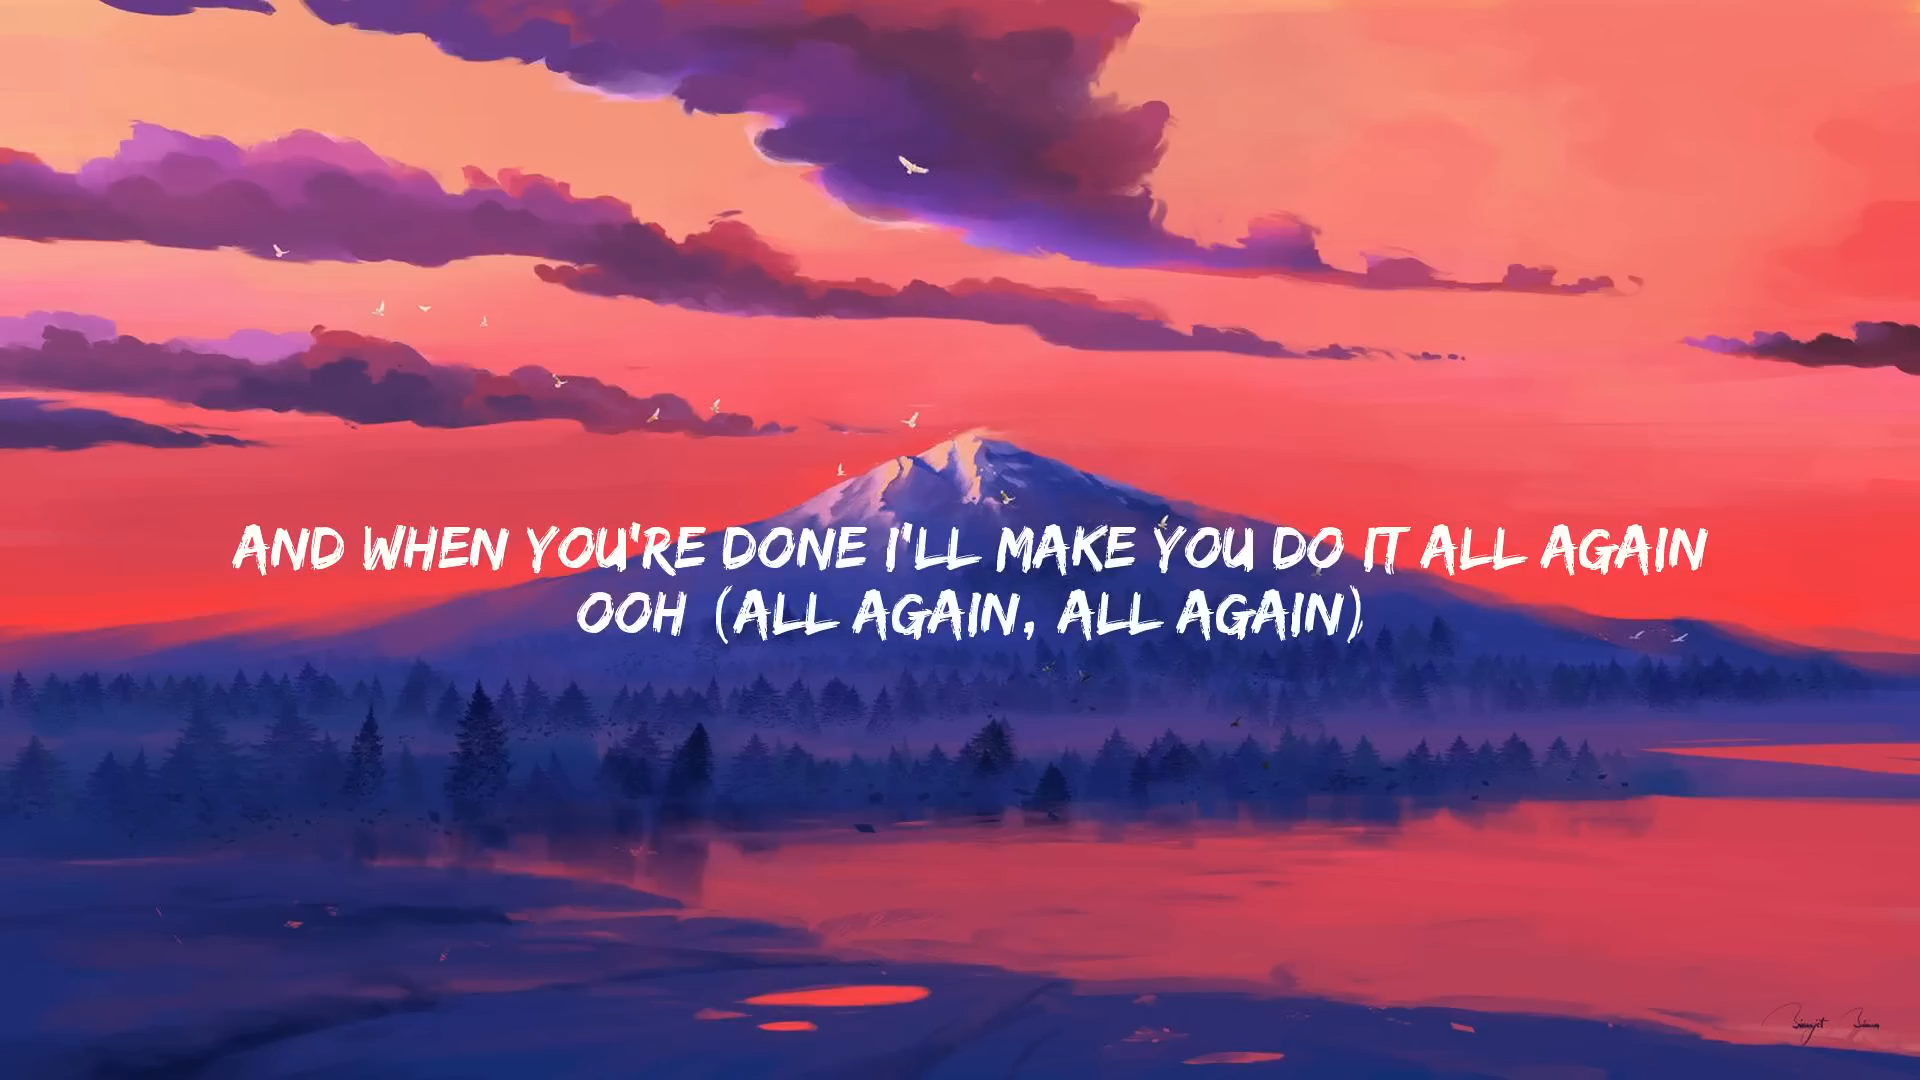 AND WHEN YOU'RE DONE I'LL MAKE YOU DO IT ALL AGAIN
OOH (ALL AGAIN, ALL AGAIN)